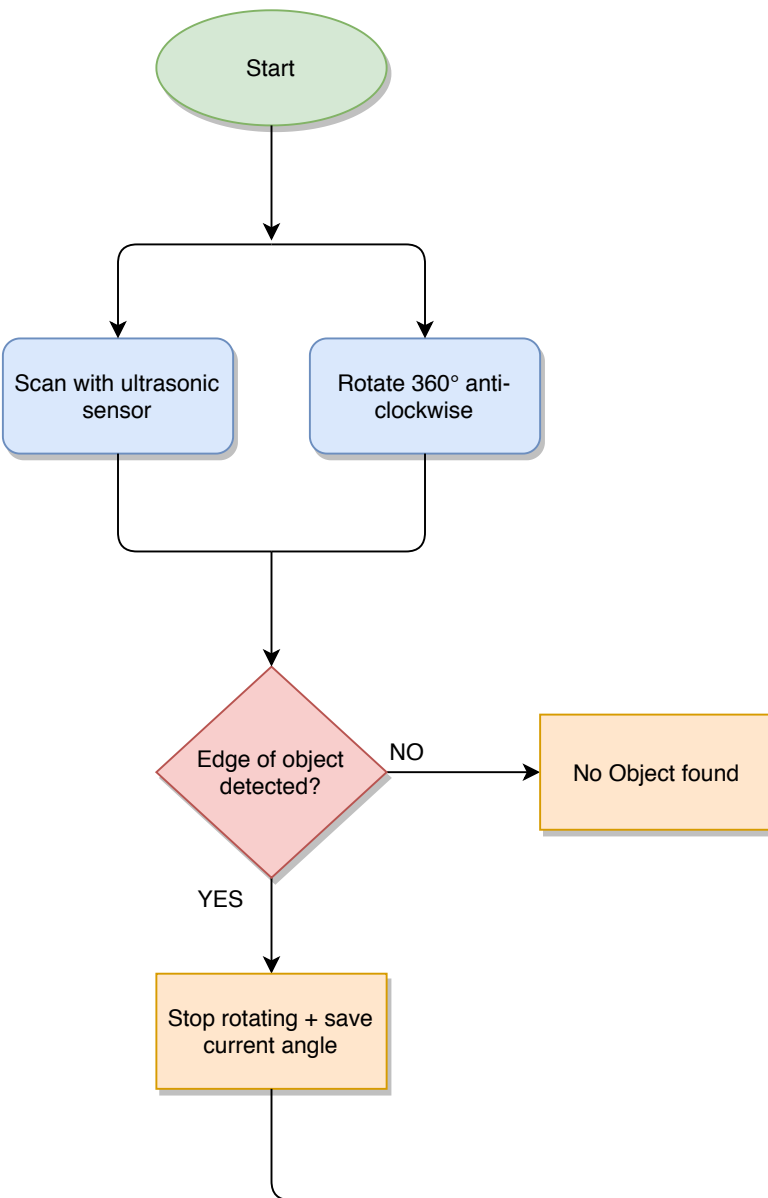 Start
Scan with ultrasonic
sensor
Rotate 360° anti-
clockwise
Edge of object
detected?
NO
No Object found
YES
Stop rotating + save
current angle